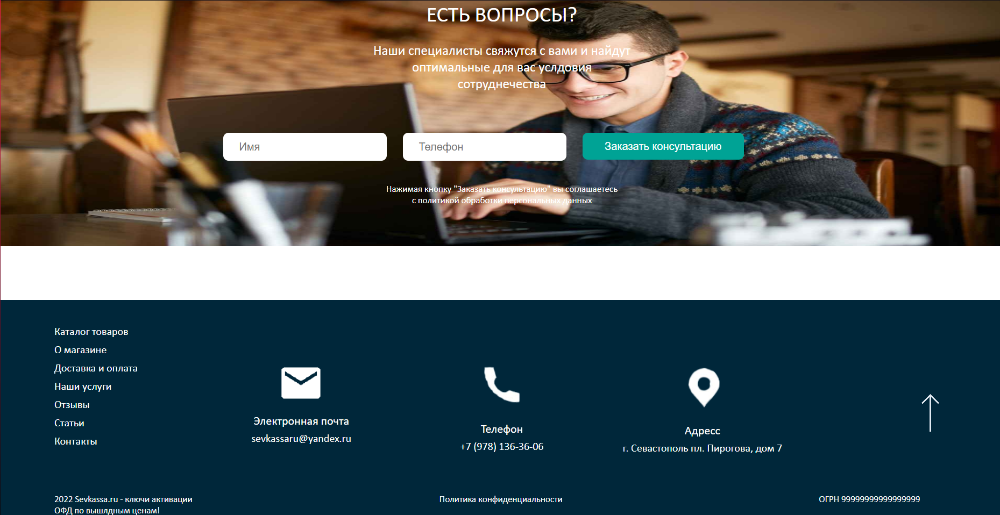 ЕСТЬ ВОПРОСЫ?
Наши специалисты свяжутся с вами и найдут
оптимальные для вас услдовия
сотруднечества
Имя
Телефон
Заказать консультацию
Нажимая кнопку "Заказать консультацию" вы соглашаетесь
с политикой обработки персональных данных
Каталог товаров
О магазине
Доставка и оплата
Наши услуги
Отзывы
Статьи
Контакты
Электронная почта
sevkassaru@yandex.ru
Телефон
+7 (978) 136-36-06
Адресс
г. Севастополь пл. Пирогова, дом 7
2022 Sevkassa.ru - ключи активации
ОФД по вышлдным ценам!
Политика конфиденциальности
ОГРН 99999999999999999